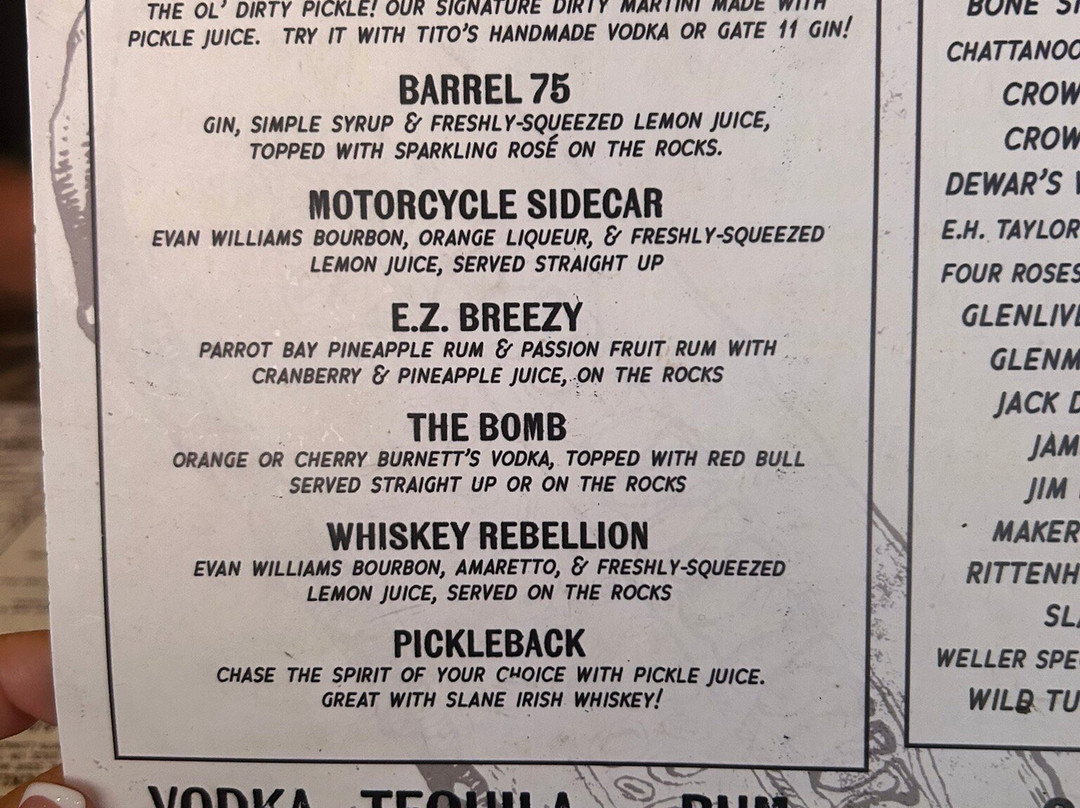 THE OL' DIRTY PICKLE! OUR SIGNATURE DIRTY MARTINI MADE WITH
PICKLE JUICE. TRY IT WITH TITO'S HANDMADE VODKA OR GATE 11 GIN!
BARREL 75
GIN, SIMPLE SYRUP & FRESHLY-SQUEEZED LEMON JUICE,
TOPPED WITH SPARKLING ROSÉ ON THE ROCKS.
MOTORCYCLE SIDECAR
EVAN WILLIAMS BOURBON, ORANGE LIQUEUR, & FRESHLY-SQUEEZED
LEMON JUICE, SERVED STRAIGHT UP
E.Z. BREEZY
PARROT BAY PINEAPPLE RUM & PASSION FRUIT RUM WITH
CRANBERRY & PINEAPPLE JUICE, ON THE ROCKS
THE BOMB
ORANGE OR CHERRY BURNETT'S VODKA, TOPPED WITH RED BULL
SERVED STRAIGHT UP OR ON THE ROCKS
WHISKEY REBELLION
EVAN WILLIAMS BOURBON, AMARETTO, & FRESHLY-SQUEEZED
LEMON JUICE, SERVED ON THE ROCKS
PICKLEBACK
CHASE THE SPIRIT OF YOUR CHOICE WITH PICKLE JUICE.
GREAT WITH SLANE IRISH WHISKEY!
BONE
CHATTANOO
CROW
CROW
DEWAR'S
E.H. TAYLOR
FOUR ROSES
GLENLIVE
GLENM
JACK D
JAM
JIM
MAKER
RITTENH
SLA
WELLER SPE
WILD TU
VODKA TEQUILA RUM